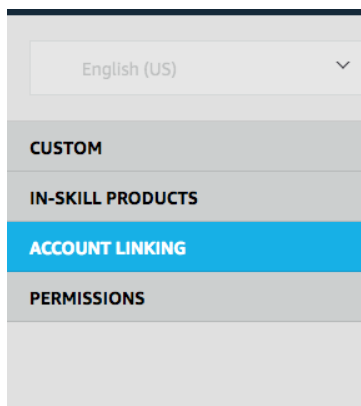 English (US)
CUSTOM
IN-SKILL PRODUCTS
ACCOUNT LINKING
PERMISSIONS